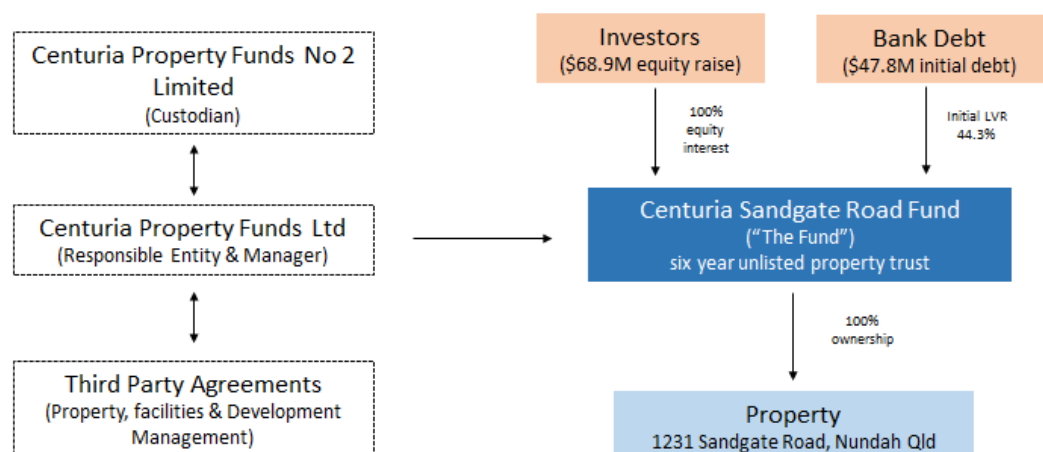 Centuria Property Funds No 2
Limited
(Custodian)
Investors
($68.9M equity raise)
Bank Debt
($47.8M initial debt)
100%
equity
interest
Initial LVR
44.3%
Centuria Property Funds Ltd
(Responsible Entity & Manager)
Centuria Sandgate Road Fund
(“The Fund”)
six year unlisted property trust
100%
ownership
Third Party Agreements
(Property, facilities & Development
Management)
Property
1231 Sandgate Road, Nundah Qld